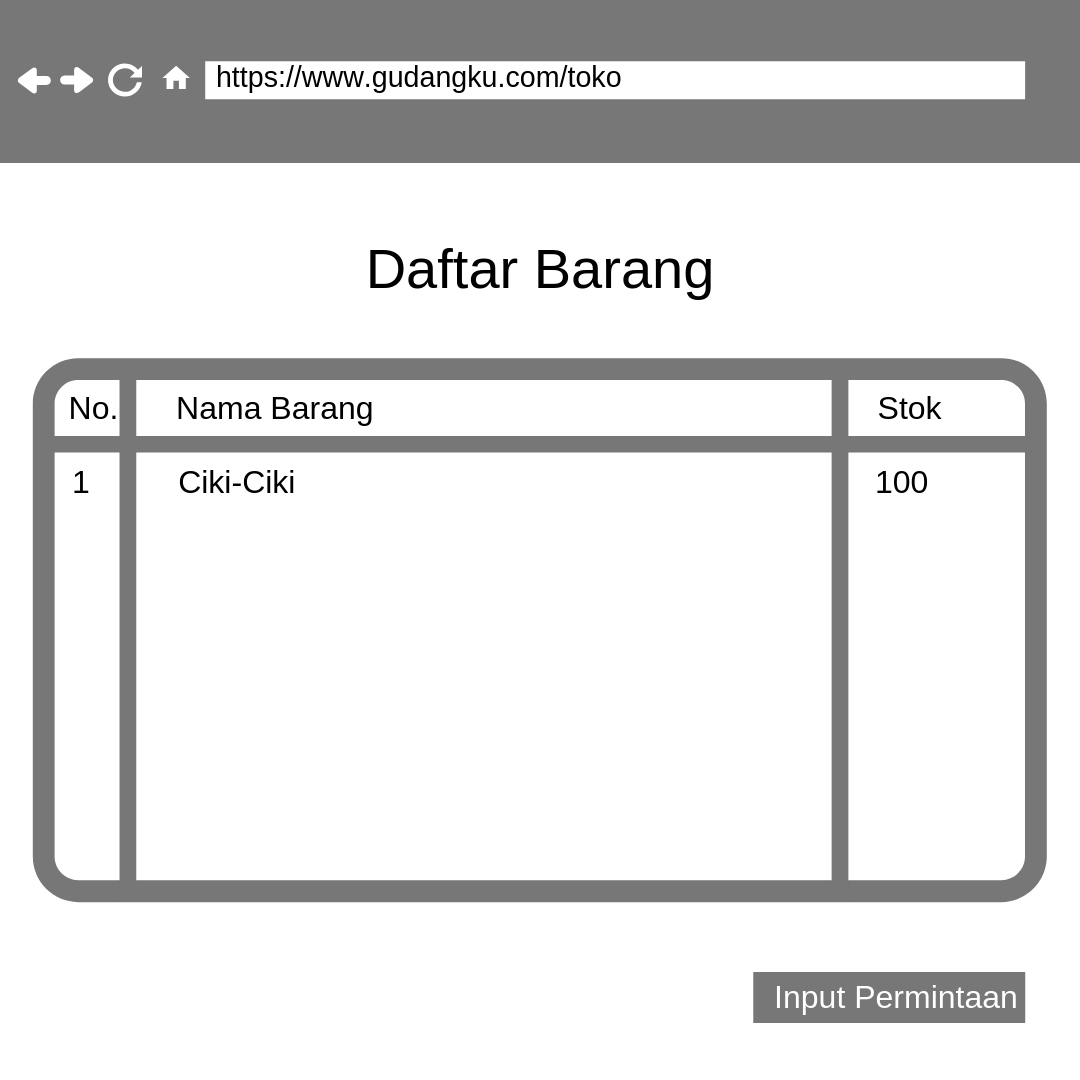 https://www.gudangku.com/toko
Daftar Barang
No. Nama Barang Stok
1 Ciki-Ciki 100
Input Permintaan